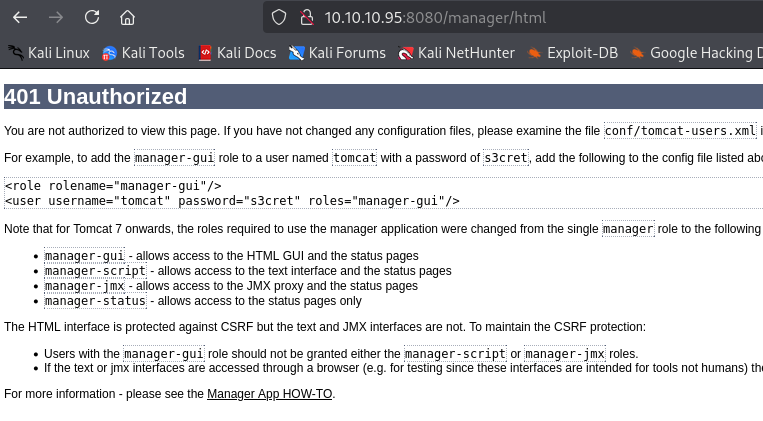 10.10.10.95:8080/manager/html
Kali Linux Kali Tools Kali Docs Kali Forums Kali NetHunter Exploit-DB Google Hacking
401 Unauthorized
You are not authorized to view this page. If you have not changed any configuration files, please examine the file conf/tomcat-users.xml
For example, to add the manager-gui role to a user named tomcat with a password of s3cret, add the following to the config file listed
<role rolename="manager-gui"/>
<user username="tomcat" password="s3cret" roles="manager-gui"/>
Note that for Tomcat 7 onwards, the roles required to use the manager application were changed from the single manager role to the following
manager-gui - allows access to the HTML GUI and the status pages
manager-script - allows access to the text interface and the status pages
manager-jmx - allows access to the JMX proxy and the status pages
manager-status - allows access to the status pages only
The HTML interface is protected against CSRF but the text and JMX interfaces are not. To maintain the CSRF protection:
Users with the manager-gui role should not be granted either the manager-script or manager-jmx roles.
If the text or jmx interfaces are accessed through a browser (e.g. for testing since these interfaces are intended for tools not humans)
For more information - please see the Manager App HOW-TO.